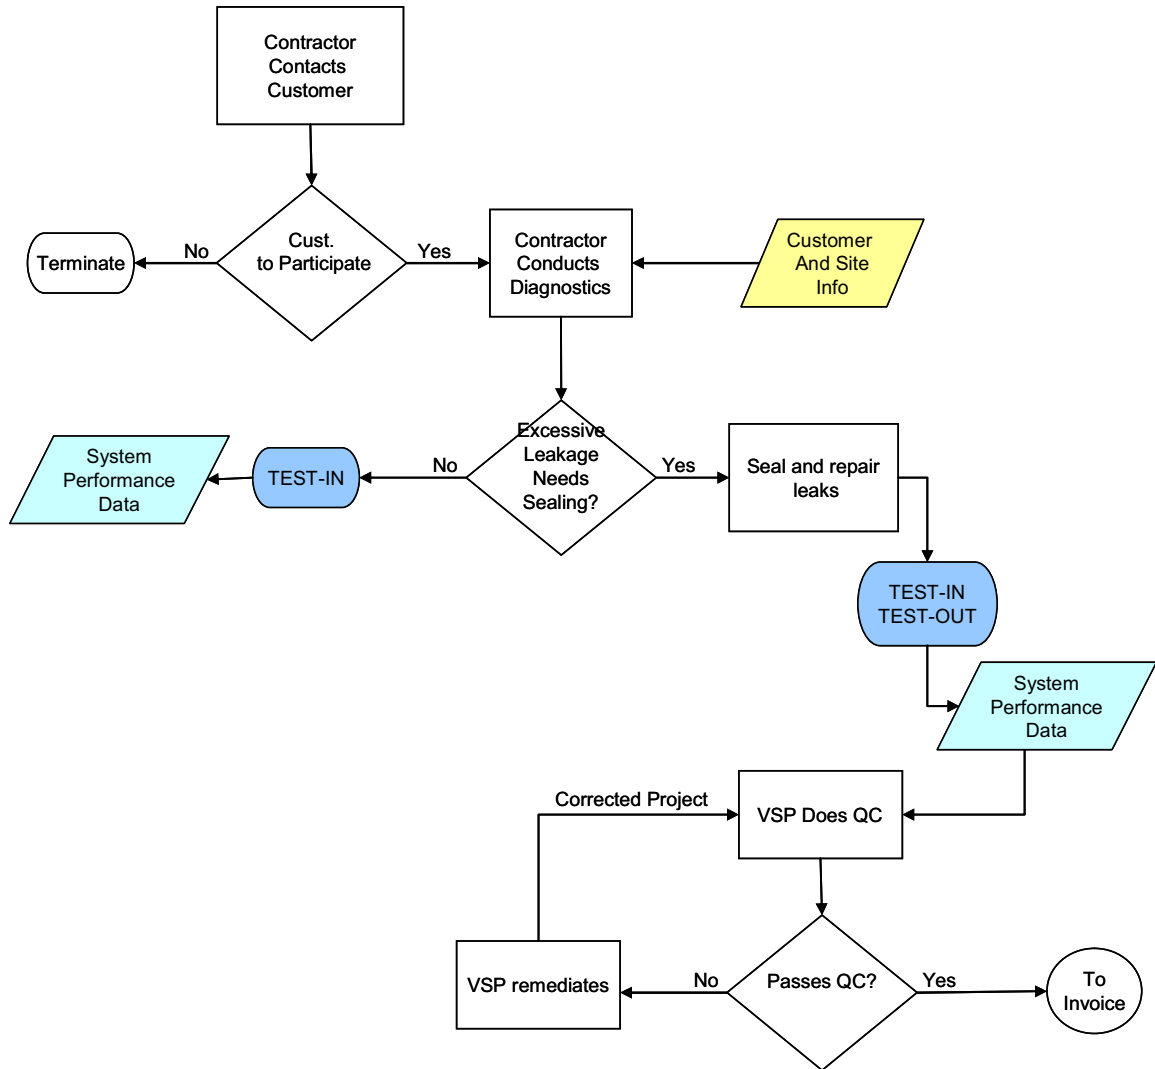 Contractor
Contacts
Customer
Cust.
to Participate
No
Yes
Terminate
Contractor
Conducts
Diagnostics
Customer
And Site
Info
Excessive
Leakage
Needs
Sealing?
No
Yes
TEST-IN
System
Performance
Data
Seal and repair
leaks
TEST-IN
TEST-OUT
System
Performance
Data
Corrected Project
VSP Does QC
VSP remediates
No
Passes QC?
Yes
To
Invoice